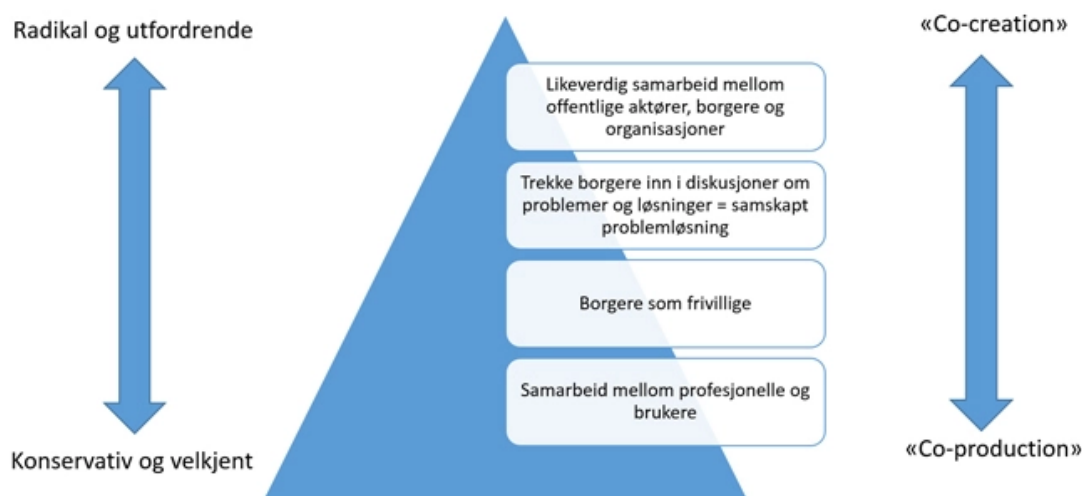 Radikal og utfordrende
«Co-creation»
Likeverdig samarbeid mellom
offentlige aktører, borgere og
organisasjoner
Trekke borgere inn i diskusjoner om
problemer og løsninger = samskapt
problemløsning
Borgere som frivillige
Samarbeid mellom profesjonelle og
brukere
Konservativ og velkjent
«Co-production»